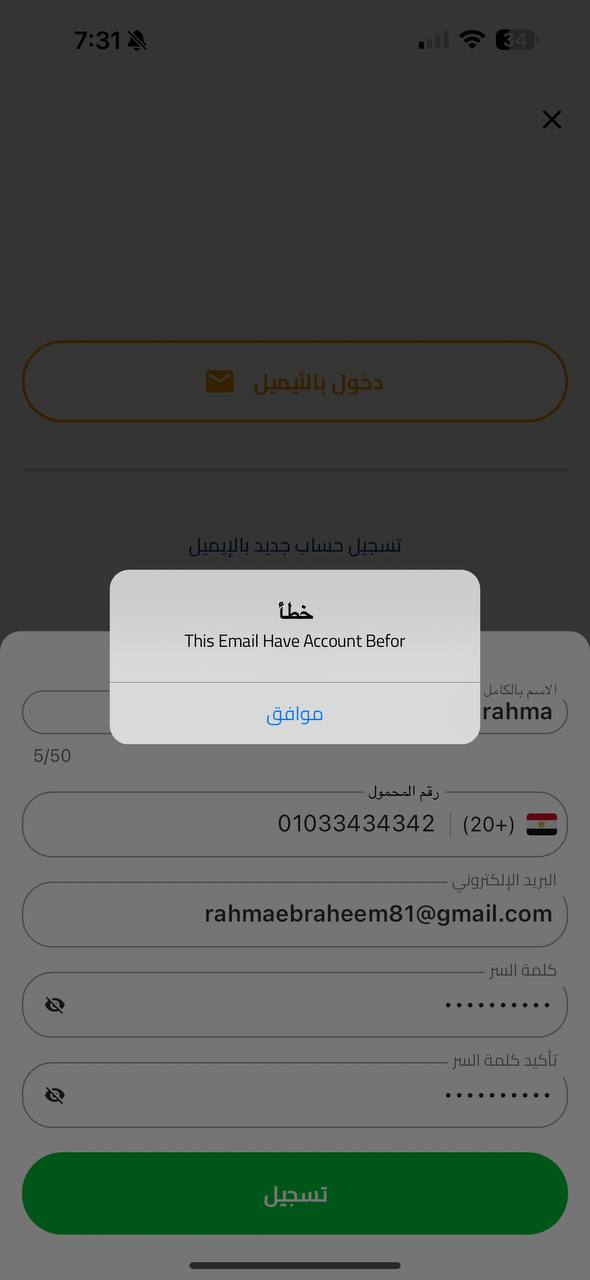 7:31
34
دخول بالأيميل
تسجيل حساب جديد بالإيميل
خطأ
This Email Have Account Befor
موافق
الاسم بالكامل
rahma
5/50
رقم المحمول
(20+) 01033434342
البريد الإلكتروني
rahmaebraheem81@gmail.com
كلمة السر
••••••••••
تأكيد كلمة السر
••••••••••
تسجيل